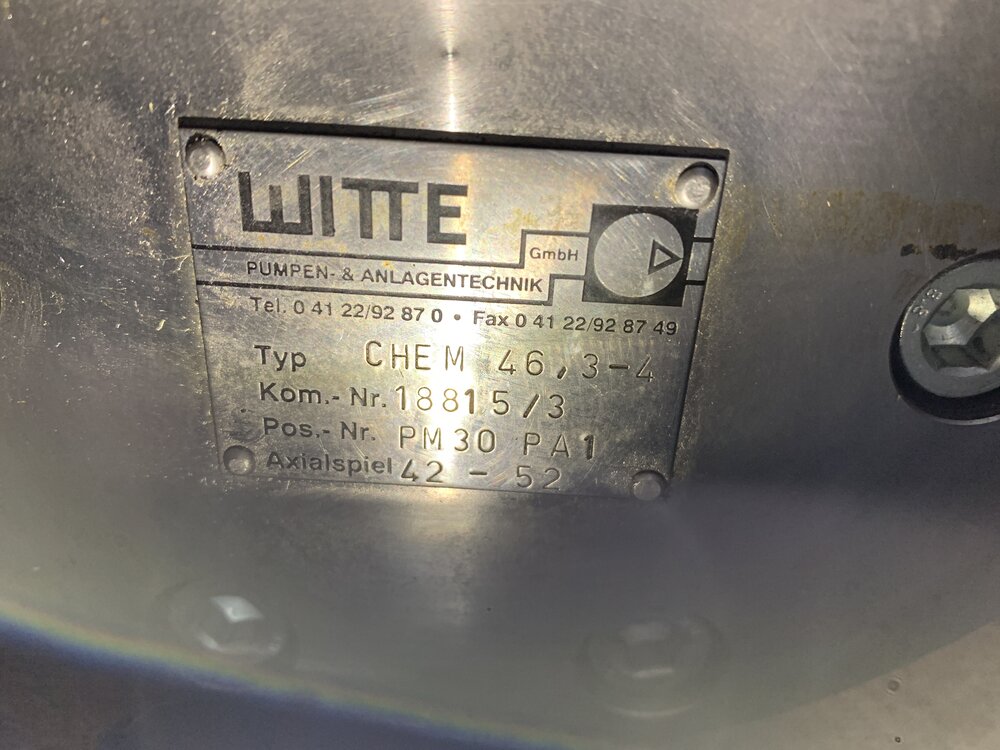 WITTE
GmbH
PUMPEN- & ANLAGENTECHNIK
Tel. 0 41 22/92 87 0 • Fax 0 41 22/92 87 49
Typ CHEM 46,3-4
Kom.- Nr. 18815/3
Pos.- Nr. PM30 PA1
Axialspiel 42 - 52